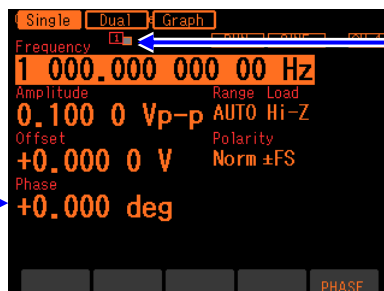 Single Dual Graph
1
Frequency
1 000.000 000 00 Hz
Amplitude Range Load
0.100 0 Vp-p AUTO Hi-Z
Offset Polarity
+0.000 0 V Norm ±FS
Phase
+0.000 deg
PHASE